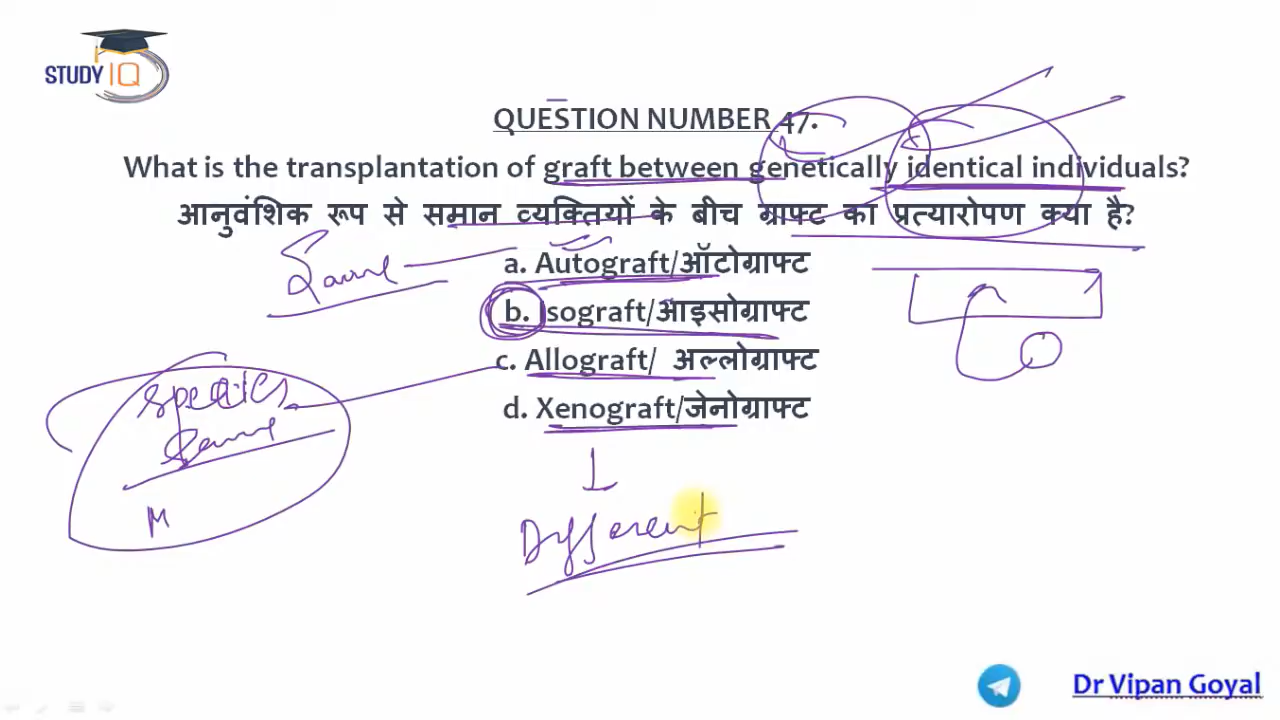 STUDY IQ
QUESTION NUMBER 47.
What is the transplantation of graft between genetically identical individuals?
आनुवंशिक रूप से समान व्यक्तियों के बीच ग्राफ्ट का प्रत्यारोपण क्या है?
Same
a. Autograft/ऑटोग्राफ्ट
b. Isograft/आइसोग्राफ्ट
c. Allograft/ अल्लोग्राफ्ट
d. Xenograft/जेनोग्राफ्ट
species
Same
M
Different
Dr Vipan Goyal